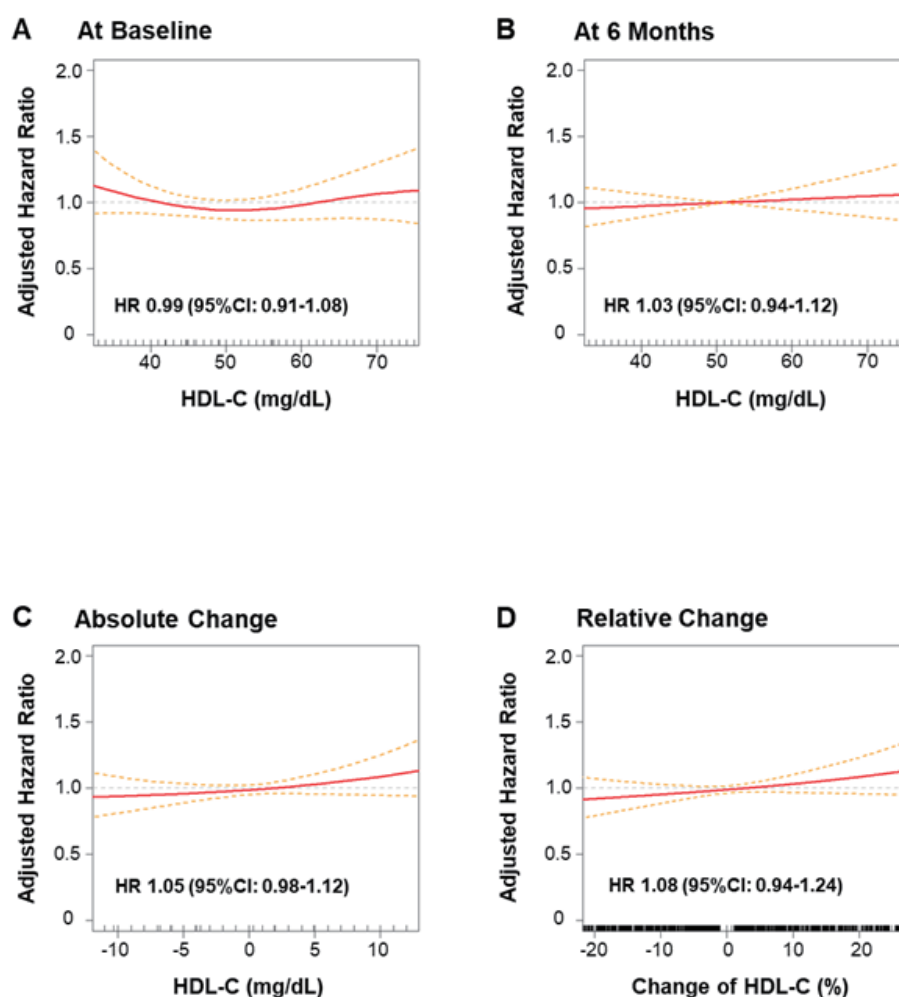 A At Baseline
Adjusted Hazard Ratio
2.0
1.5
1.0
0.5
0
HR 0.99 (95%CI: 0.91-1.08)
40 50 60 70
HDL-C (mg/dL)
B At 6 Months
Adjusted Hazard Ratio
2.0
1.5
1.0
0.5
0
HR 1.03 (95%CI: 0.94-1.12)
40 50 60 70
HDL-C (mg/dL)
C Absolute Change
Adjusted Hazard Ratio
2.0
1.5
1.0
0.5
0
HR 1.05 (95%CI: 0.98-1.12)
-10 -5 0 5 10
HDL-C (mg/dL)
D Relative Change
Adjusted Hazard Ratio
2.0
1.5
1.0
0.5
0
HR 1.08 (95%CI: 0.94-1.24)
-20 -10 0 10 20
Change of HDL-C (%)